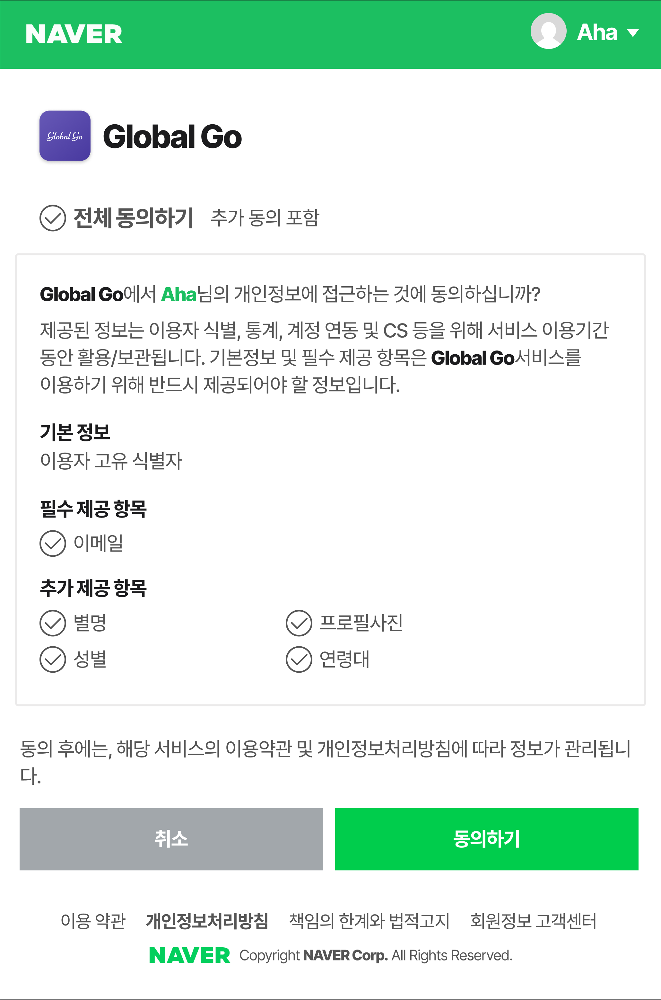 NAVER
Aha
Global Go
Global Go
전체 동의하기 추가 동의 포함
Global Go에서 Aha님의 개인정보에 접근하는 것에 동의하십니까?
제공된 정보는 이용자 식별, 통계, 계정 연동 및 CS 등을 위해 서비스 이용기간
동안 활용/보관됩니다. 기본정보 및 필수 제공 항목은 Global Go서비스를
이용하기 위해 반드시 제공되어야 할 정보입니다.
기본 정보
이용자 고유 식별자
필수 제공 항목
이메일
추가 제공 항목
별명 프로필사진
성별 연령대
동의 후에는, 해당 서비스의 이용약관 및 개인정보처리방침에 따라 정보가 관리됩니
다.
취소 동의하기
이용 약관 개인정보처리방침 책임의 한계와 법적고지 회원정보 고객센터
NAVER Copyright NAVER Corp. All Rights Reserved.